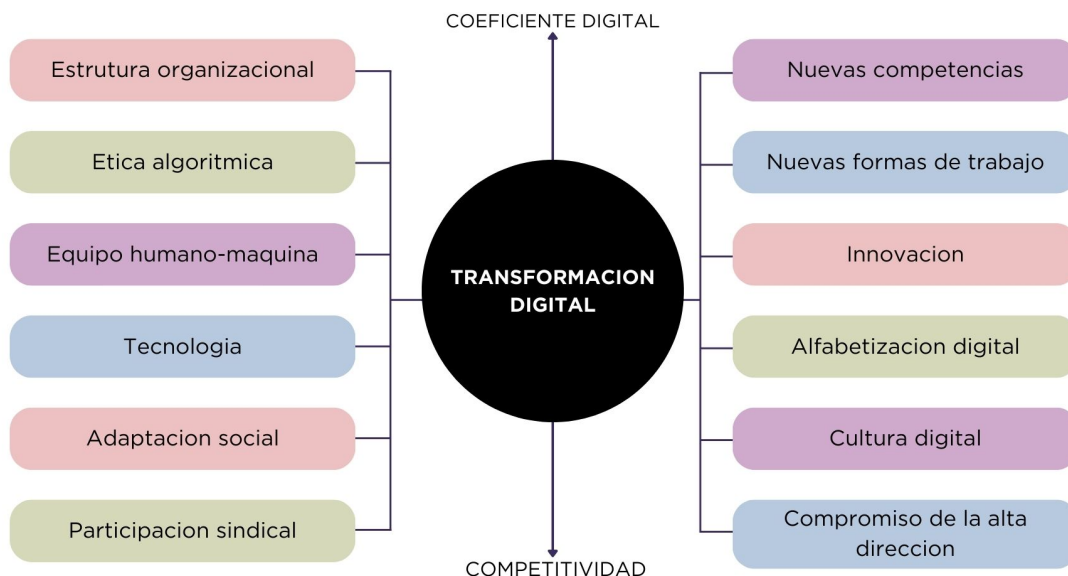 COEFICIENTE DIGITAL
Estrutura organizacional
Etica algoritmica
Equipo humano-maquina
Tecnologia
Adaptacion social
Participacion sindical
TRANSFORMACION
DIGITAL
Nuevas competencias
Nuevas formas de trabajo
Innovacion
Alfabetizacion digital
Cultura digital
Compromiso de la alta
direccion
COMPETITIVIDAD